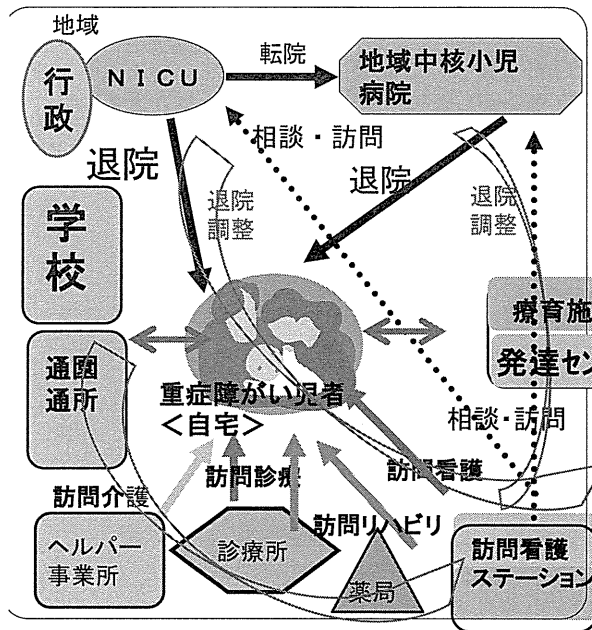 地域
行政
NICU
転院
地域中核小児
病院
退院
相談・訪問
退院
退院
調整
退院
調整
学校
療育施
発達セン
通園
通所
重症障がい児者
<自宅>
相談・訪問
訪問診療
訪問看護
訪問介護
訪問リハビリ
ヘルパー
事業所
診療所
薬局
訪問看護
ステーション